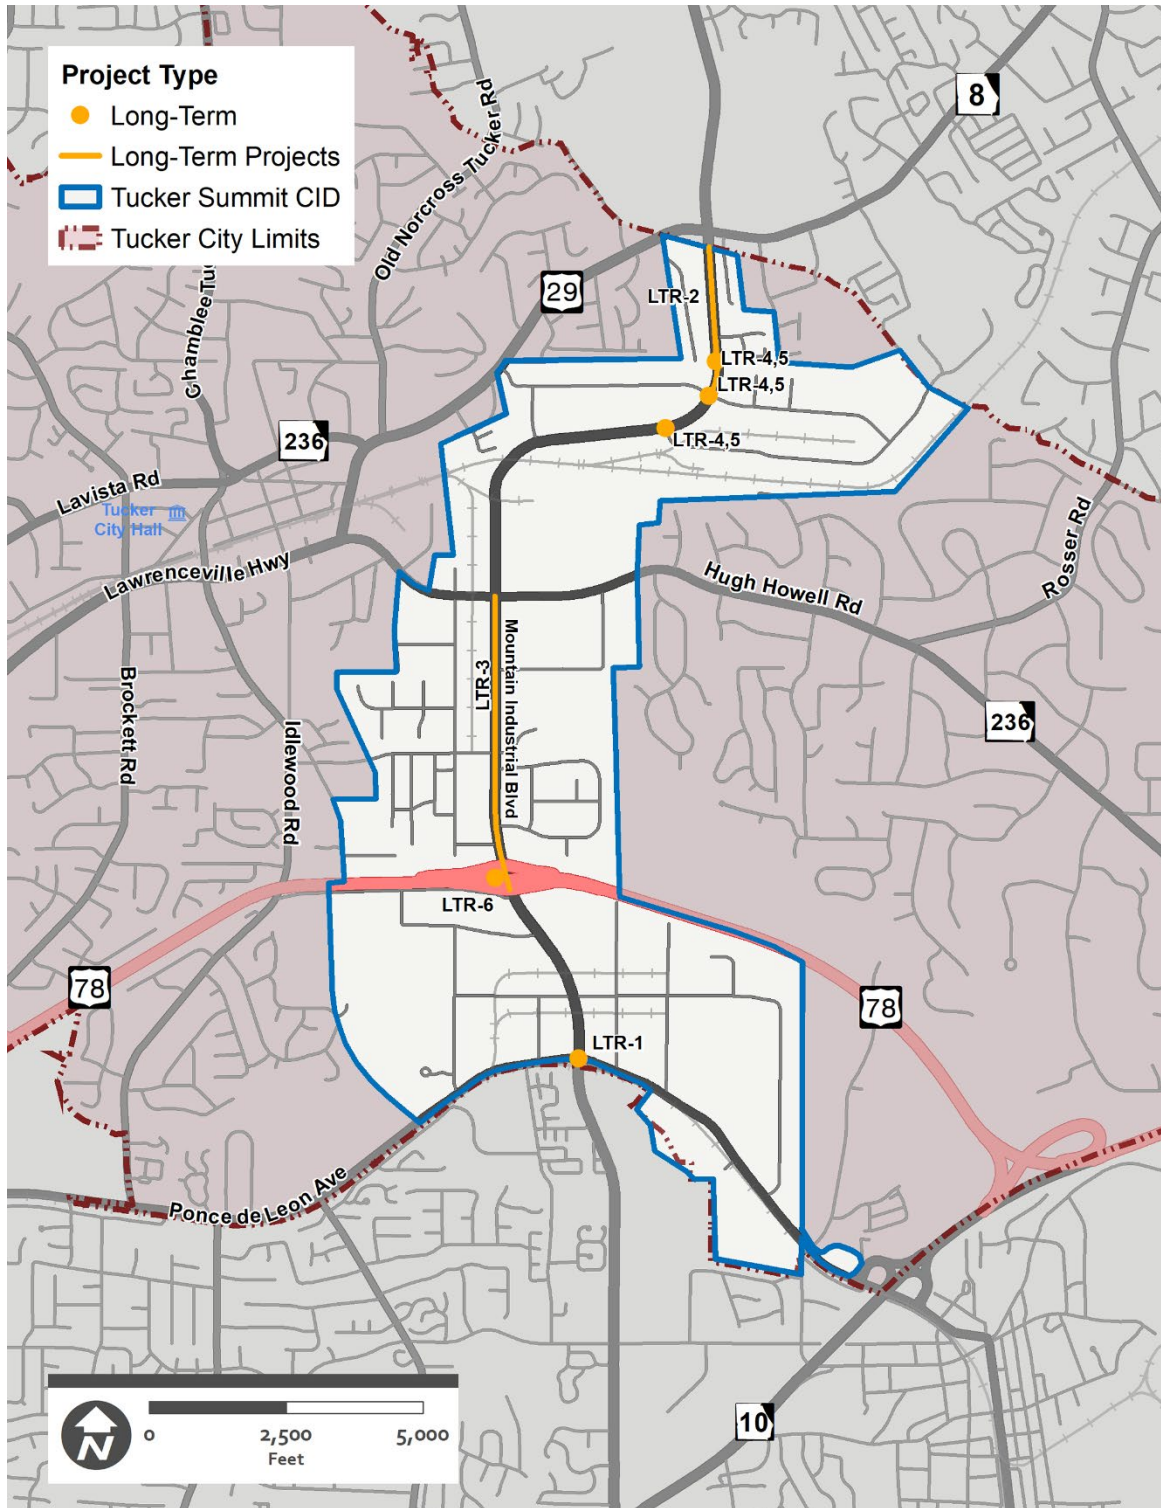 Project Type
Long-Term
Long-Term Projects
Tucker Summit CID
Tucker City Limits
Chamblee Tuc
Old Norcross Tucker Rd
8
29
LTR-2
LTR-4,5
LTR-4,5
LTR-4,5
236
Lavista Rd
Tucker
City Hall
Lawrenceville Hwy
Hugh Howell Rd
Rosser Rd
236
Brockett Rd
Idlewood Rd
LTR-3
Mountain Industrial Blvd
LTR-6
78
78
LTR-1
Ponce de Leon Ave
10
N
0 2,500 5,000
Feet